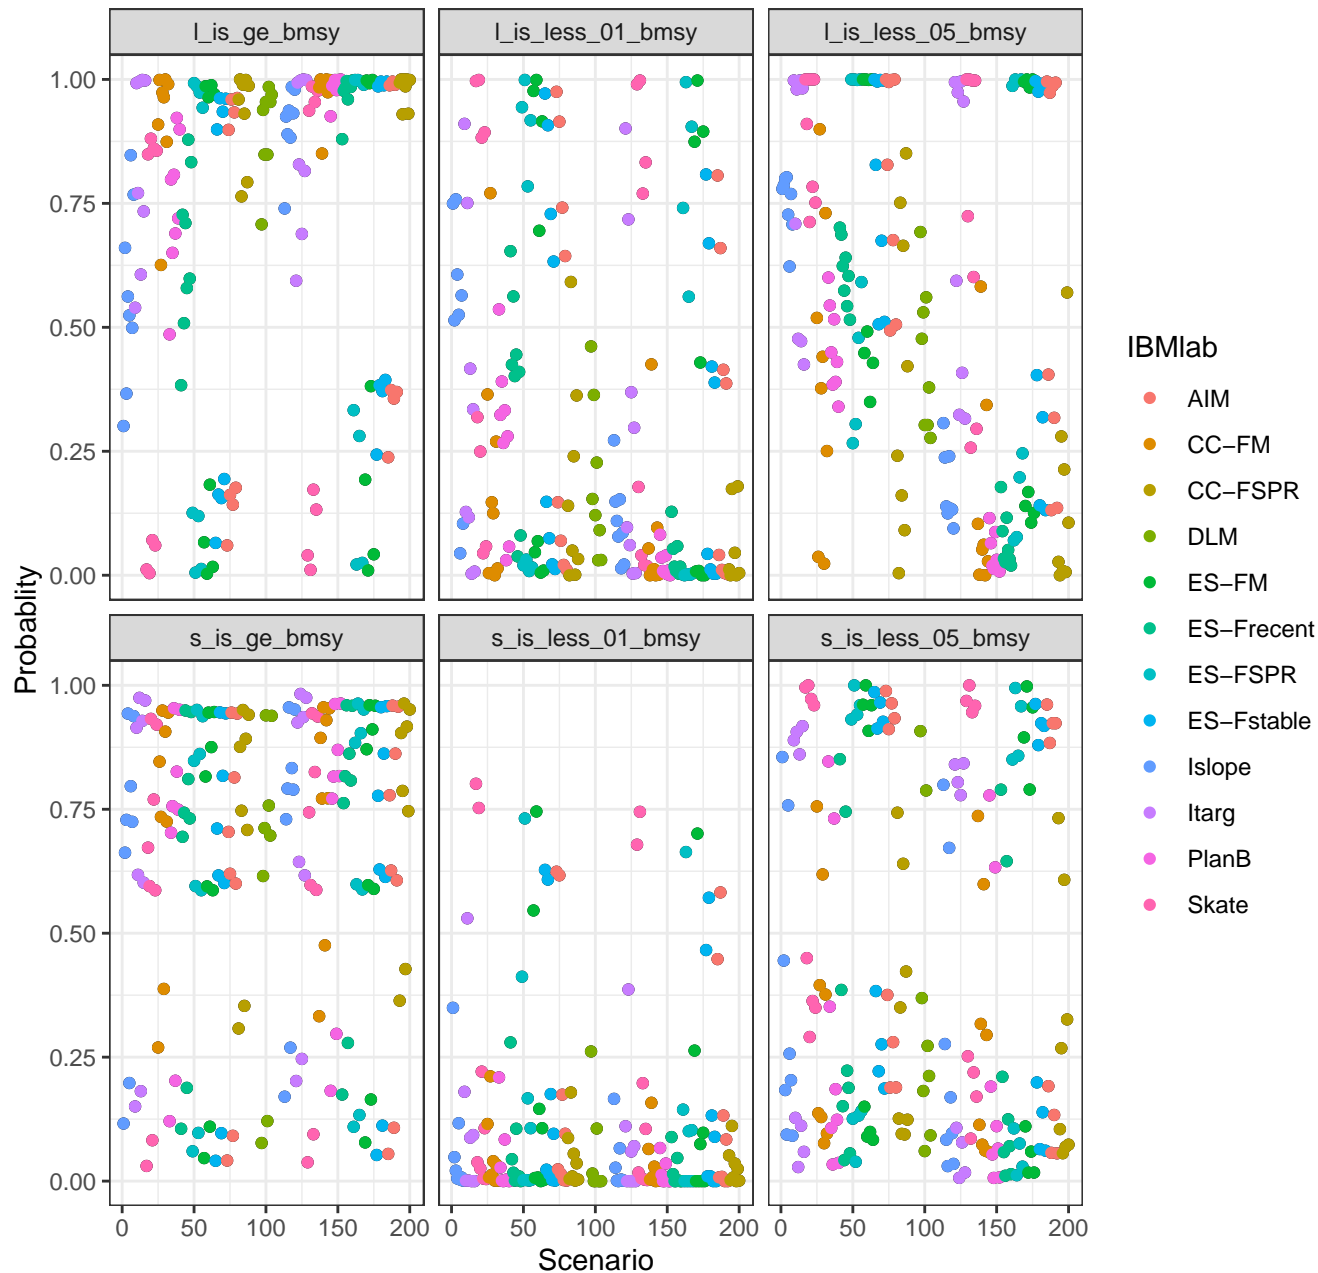 l_is_ge_bmsy
l_is_less_01_bmsy
l_is_less_05_bmsy
1.00
0.75
0.50
0.25
0.00
s_is_ge_bmsy
s_is_less_01_bmsy
s_is_less_05_bmsy
1.00
0.75
0.50
0.25
0.00
0 50 100 150 200
0 50 100 150 200
0 50 100 150 200
Scenario
Probablity
IBMlab
AIM
CC−FM
CC−FSPR
DLM
ES−FM
ES−Frecent
ES−FSPR
ES−Fstable
Islope
Itarg
PlanB
Skate